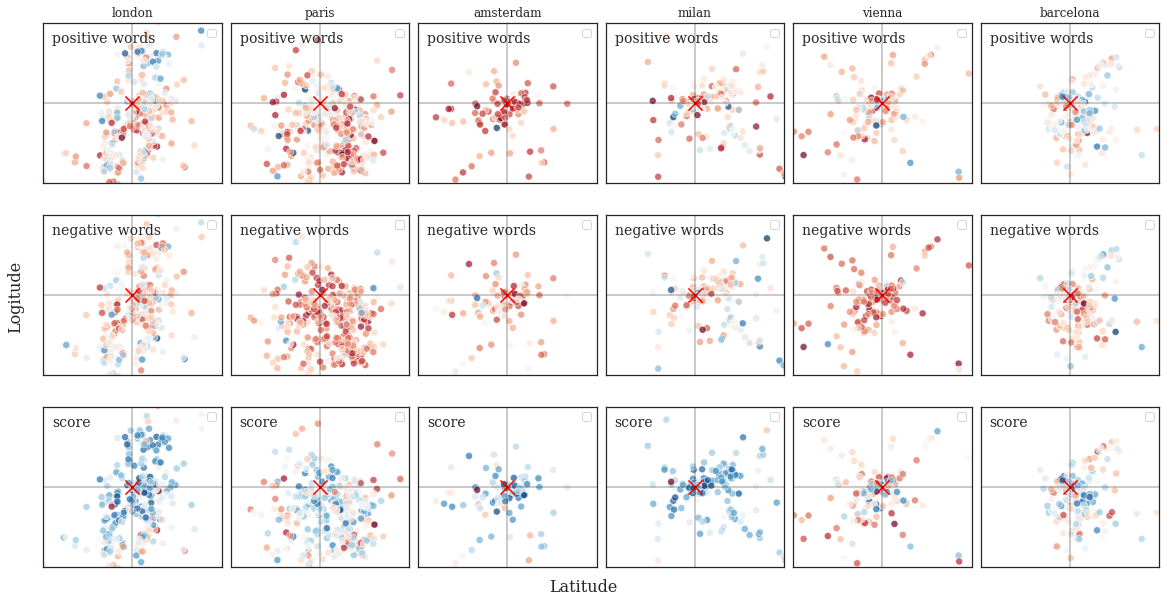 london paris amsterdam milan vienna barcelona
positive words positive words positive words positive words positive words positive words
negative words negative words negative words negative words negative words negative words
score score score score score score
Logitude
Latitude